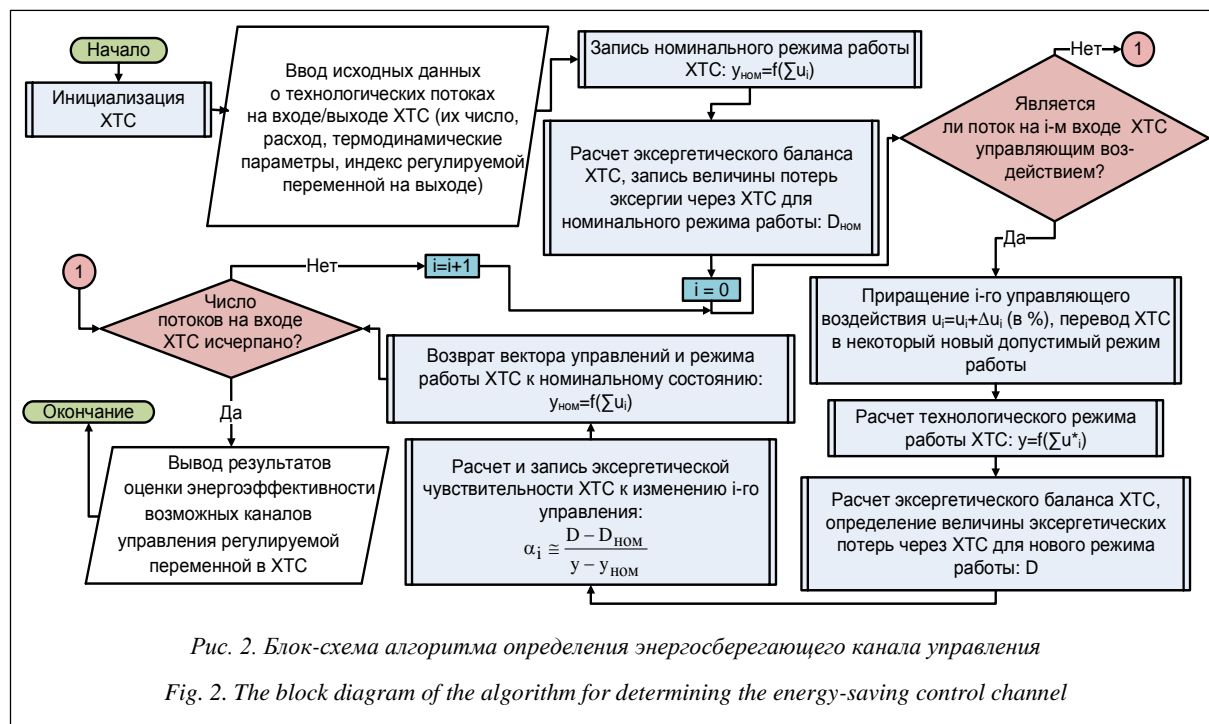 Начало
Инициализация
ХТС
Ввод исходных данных
о технологических потоках
на входе/выходе ХТС (их число,
расход, термодинамические
параметры, индекс регулируемой
переменной на выходе)
Запись номинального режима работы
ХТС: yном=f(∑ui)
Расчет эксергетического баланса
ХТС, запись величины потерь
эксергии через ХТС для
номинального режима работы: Dном
i = 0
i=i+1
Является
ли поток на i-м входе ХТС
управляющим воз-
действием?
Нет
1
Да
Приращение i-го управляющего
воздействия ui=ui+Δui (в %), перевод ХТС
в некоторый новый допустимый режим
работы
Расчет технологического режима
работы ХТС: y=f(∑u*i)
Расчет эксергетического баланса ХТС,
определение величины эксергетических
потерь через ХТС для нового режима
работы: D
Расчет и запись эксергетической
чувствительности ХТС к изменению i-го
управления:
αi ≅ (D − Dном) / (y − yном)
Возврат вектора управлений и режима
работы ХТС к номинальному состоянию:
yном=f(∑ui)
1
Число
потоков на входе
ХТС исчерпано?
Нет
Да
Вывод результатов
оценки энергоэффективности
возможных каналов
управления регулируемой
переменной в ХТС
Окончание
Рис. 2. Блок-схема алгоритма определения энергосберегающего канала управления
Fig. 2. The block diagram of the algorithm for determining the energy-saving control channel